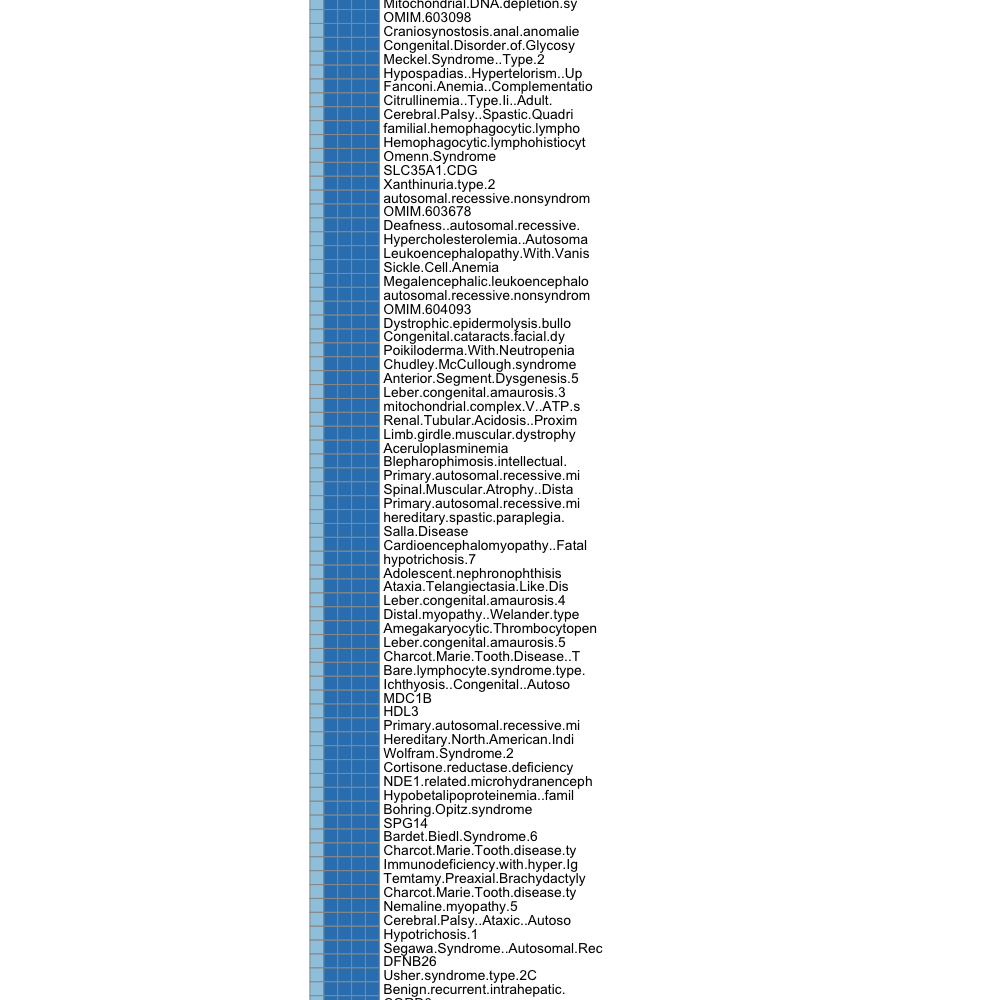 Mitochondrial.DNA.depletion.sy
OMIM.603098
Craniosynostosis.anal.anomalie
Congenital.Disorder.of.Glycosy
Meckel.Syndrome..Type.2
Hypospadias..Hypertelorism..Up
Fanconi.Anemia..Complementatio
Citrullinemia..Type.Ii..Adult.
Cerebral.Palsy..Spastic.Quadri
familial.hemophagocytic.lympho
Hemophagocytic.lymphohistiocyt
Omenn.Syndrome
SLC35A1.CDG
Xanthinuria.type.2
autosomal.recessive.nonsyndrom
OMIM.603678
Deafness..autosomal.recessive.
Hypercholesterolemia..Autosoma
Leukoencephalopathy.With.Vanis
Sickle.Cell.Anemia
Megalencephalic.leukoencephalo
autosomal.recessive.nonsyndrom
OMIM.604093
Dystrophic.epidermolysis.bullo
Congenital.cataracts.facial.dy
Poikiloderma.With.Neutropenia
Chudley.McCullough.syndrome
Anterior.Segment.Dysgenesis.5
Leber.congenital.amaurosis.3
mitochondrial.complex.V..ATP.s
Renal.Tubular.Acidosis..Proxim
Limb.girdle.muscular.dystrophy
Aceruloplasminemia
Blepharophimosis.intellectual.
Primary.autosomal.recessive.mi
Spinal.Muscular.Atrophy..Dista
Primary.autosomal.recessive.mi
hereditary.spastic.paraplegia.
Salla.Disease
Cardioencephalomyopathy..Fatal
hypotrichosis.7
Adolescent.nephronophthisis
Ataxia.Telangiectasia.Like.Dis
Leber.congenital.amaurosis.4
Distal.myopathy..Welander.type
Amegakaryocytic.Thrombocytopen
Leber.congenital.amaurosis.5
Charcot.Marie.Tooth.Disease..T
Bare.lymphocyte.syndrome.type.
Ichthyosis..Congenital..Autoso
MDC1B
HDL3
Primary.autosomal.recessive.mi
Hereditary.North.American.Indi
Wolfram.Syndrome.2
Cortisone.reductase.deficiency
NDE1.related.microhydranenceph
Hypobetalipoproteinemia..famil
Bohring.Opitz.syndrome
SPG14
Bardet.Biedl.Syndrome.6
Charcot.Marie.Tooth.disease.ty
Immunodeficiency.with.hyper.Ig
Temtamy.Preaxial.Brachydactyly
Charcot.Marie.Tooth.disease.ty
Nemaline.myopathy.5
Cerebral.Palsy..Ataxic..Autoso
Hypotrichosis.1
Segawa.Syndrome..Autosomal.Rec
DFNB26
Usher.syndrome.type.2C
Benign.recurrent.intrahepatic.